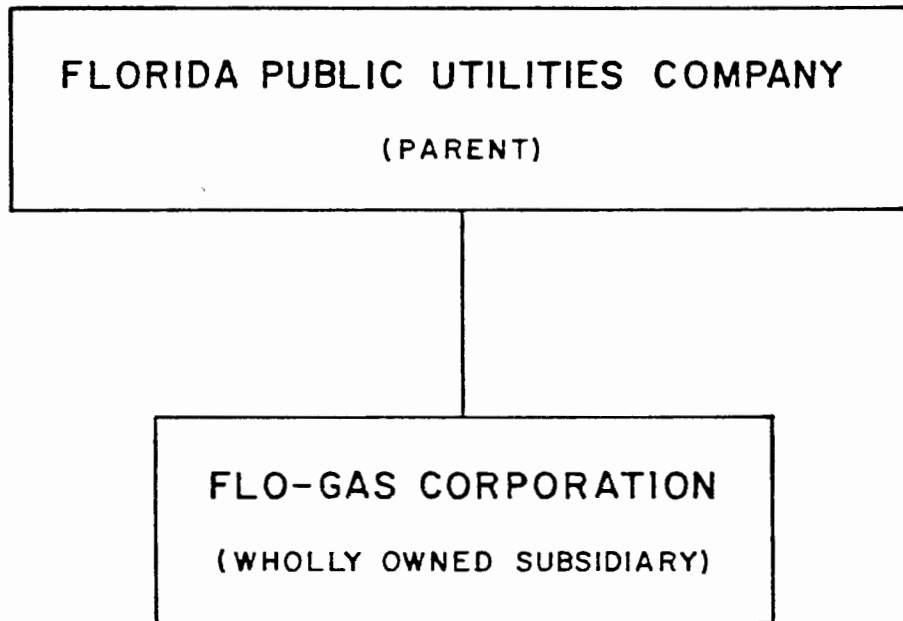 FLORIDA PUBLIC UTILITIES COMPANY
(PARENT)
FLO-GAS CORPORATION
(WHOLLY OWNED SUBSIDIARY)